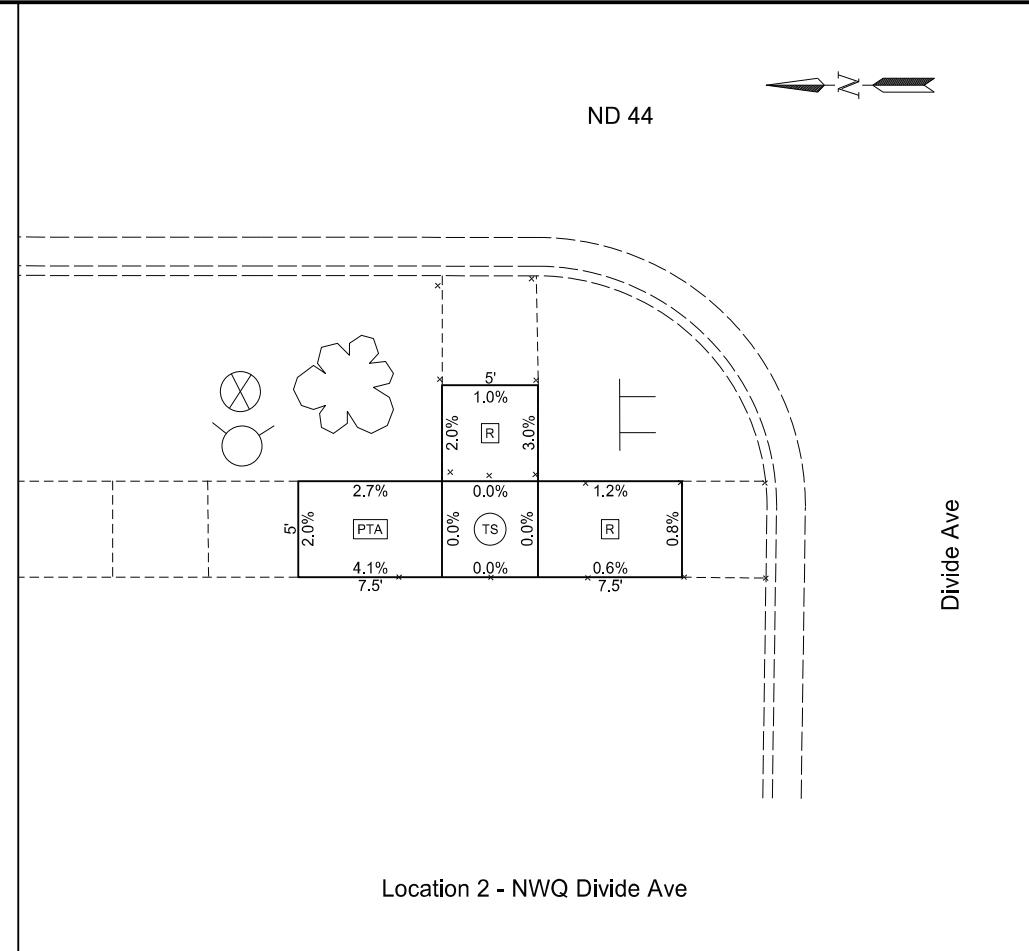 ND 44
N
5'
1.0%
2.0%
R
3.0%
2.7%
0.0%
1.2%
5'
2.0%
PTA
0.0%
TS
0.0%
R
0.8%
4.1%
0.0%
0.6%
7.5'
7.5'
Divide Ave
Location 2 - NWQ Divide Ave